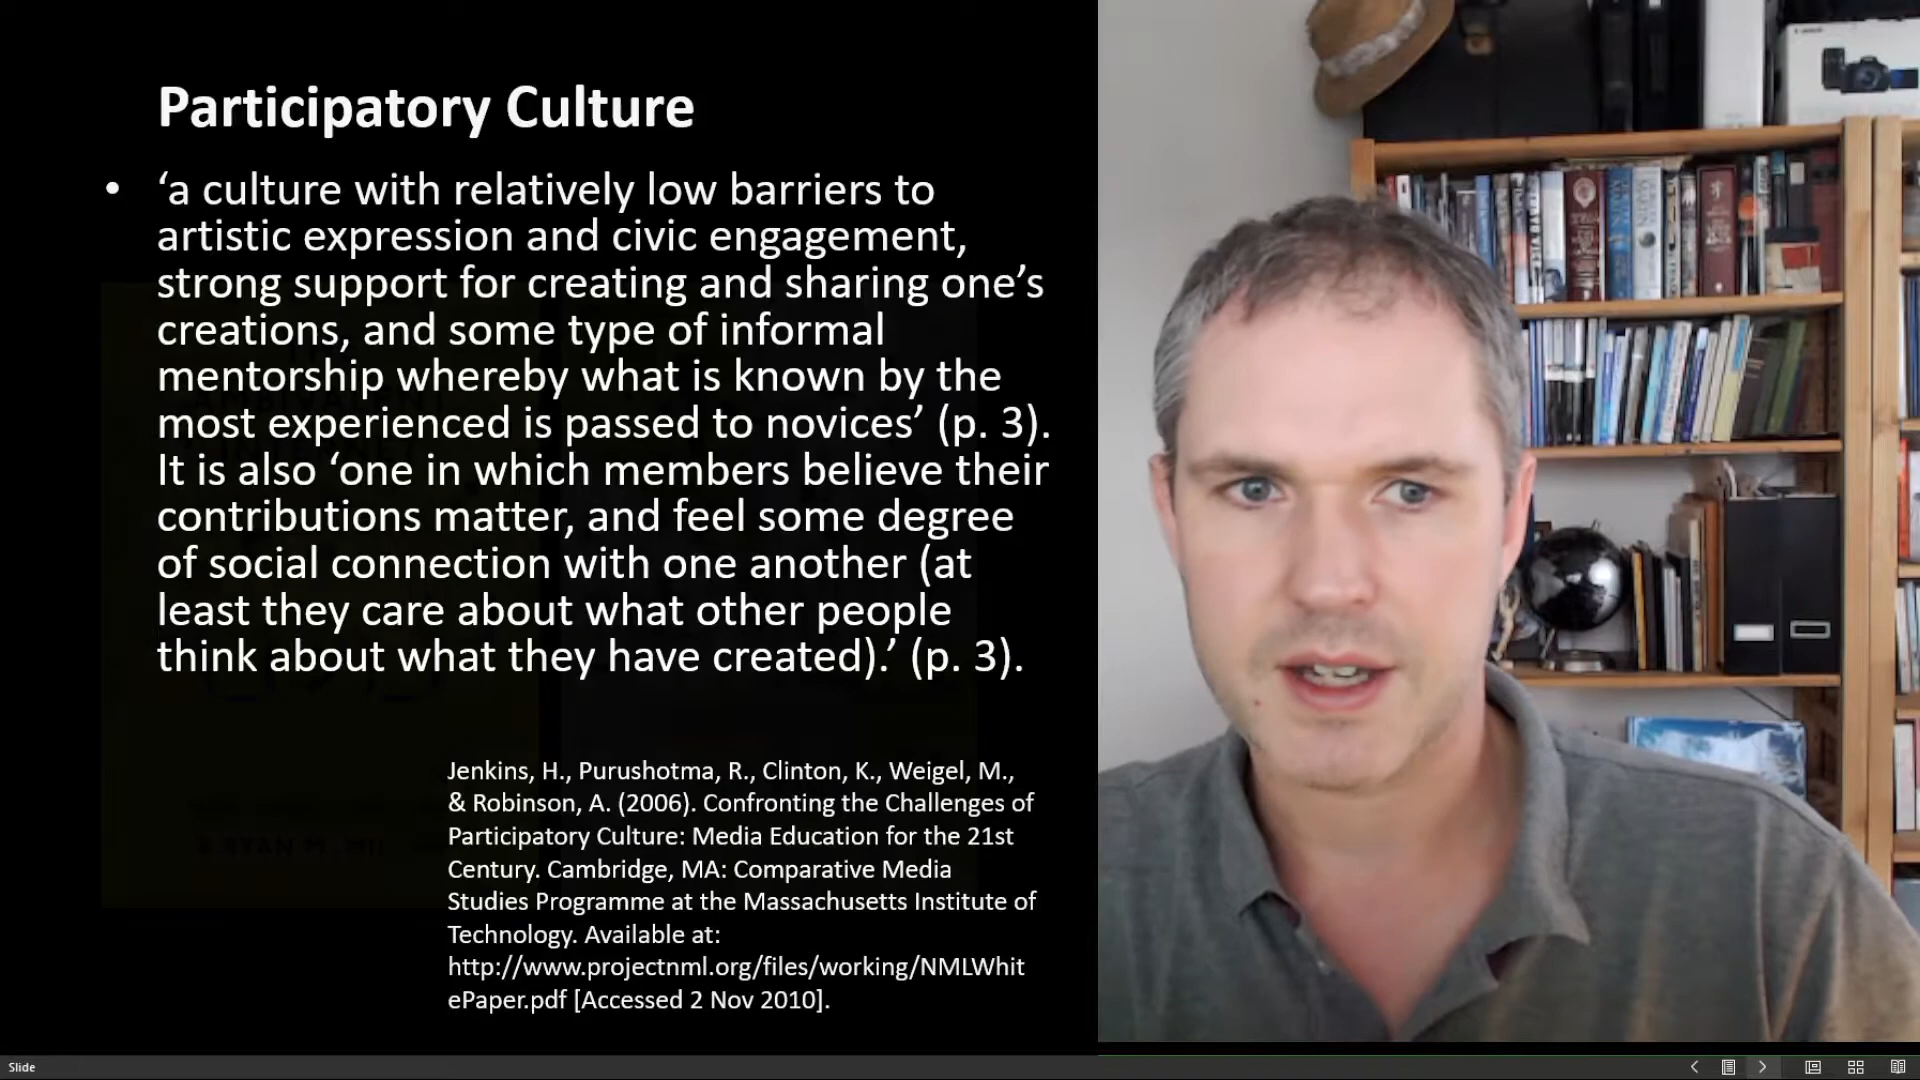 Participatory Culture
• ‘a culture with relatively low barriers to
artistic expression and civic engagement,
strong support for creating and sharing one’s
creations, and some type of informal
mentorship whereby what is known by the
most experienced is passed to novices’ (p. 3).
It is also ‘one in which members believe their
contributions matter, and feel some degree
of social connection with one another (at
least they care about what other people
think about what they have created).’ (p. 3).
Jenkins, H., Purushotma, R., Clinton, K., Weigel, M.,
& Robinson, A. (2006). Confronting the Challenges of
Participatory Culture: Media Education for the 21st
Century. Cambridge, MA: Comparative Media
Studies Programme at the Massachusetts Institute of
Technology. Available at:
http://www.projectnml.org/files/working/NMLWhit
ePaper.pdf [Accessed 2 Nov 2010].
Slide